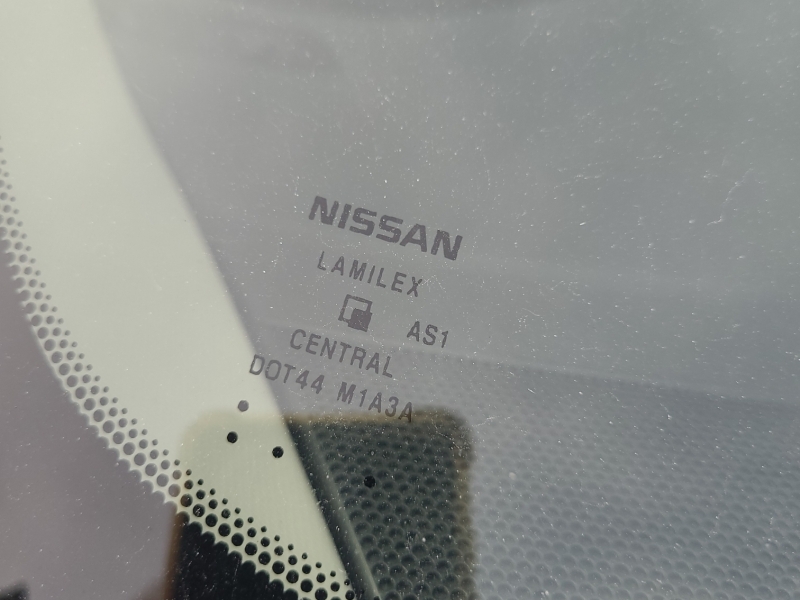 NISSAN
LAMILEX
AS1
CENTRAL
DOT44 M1A3A